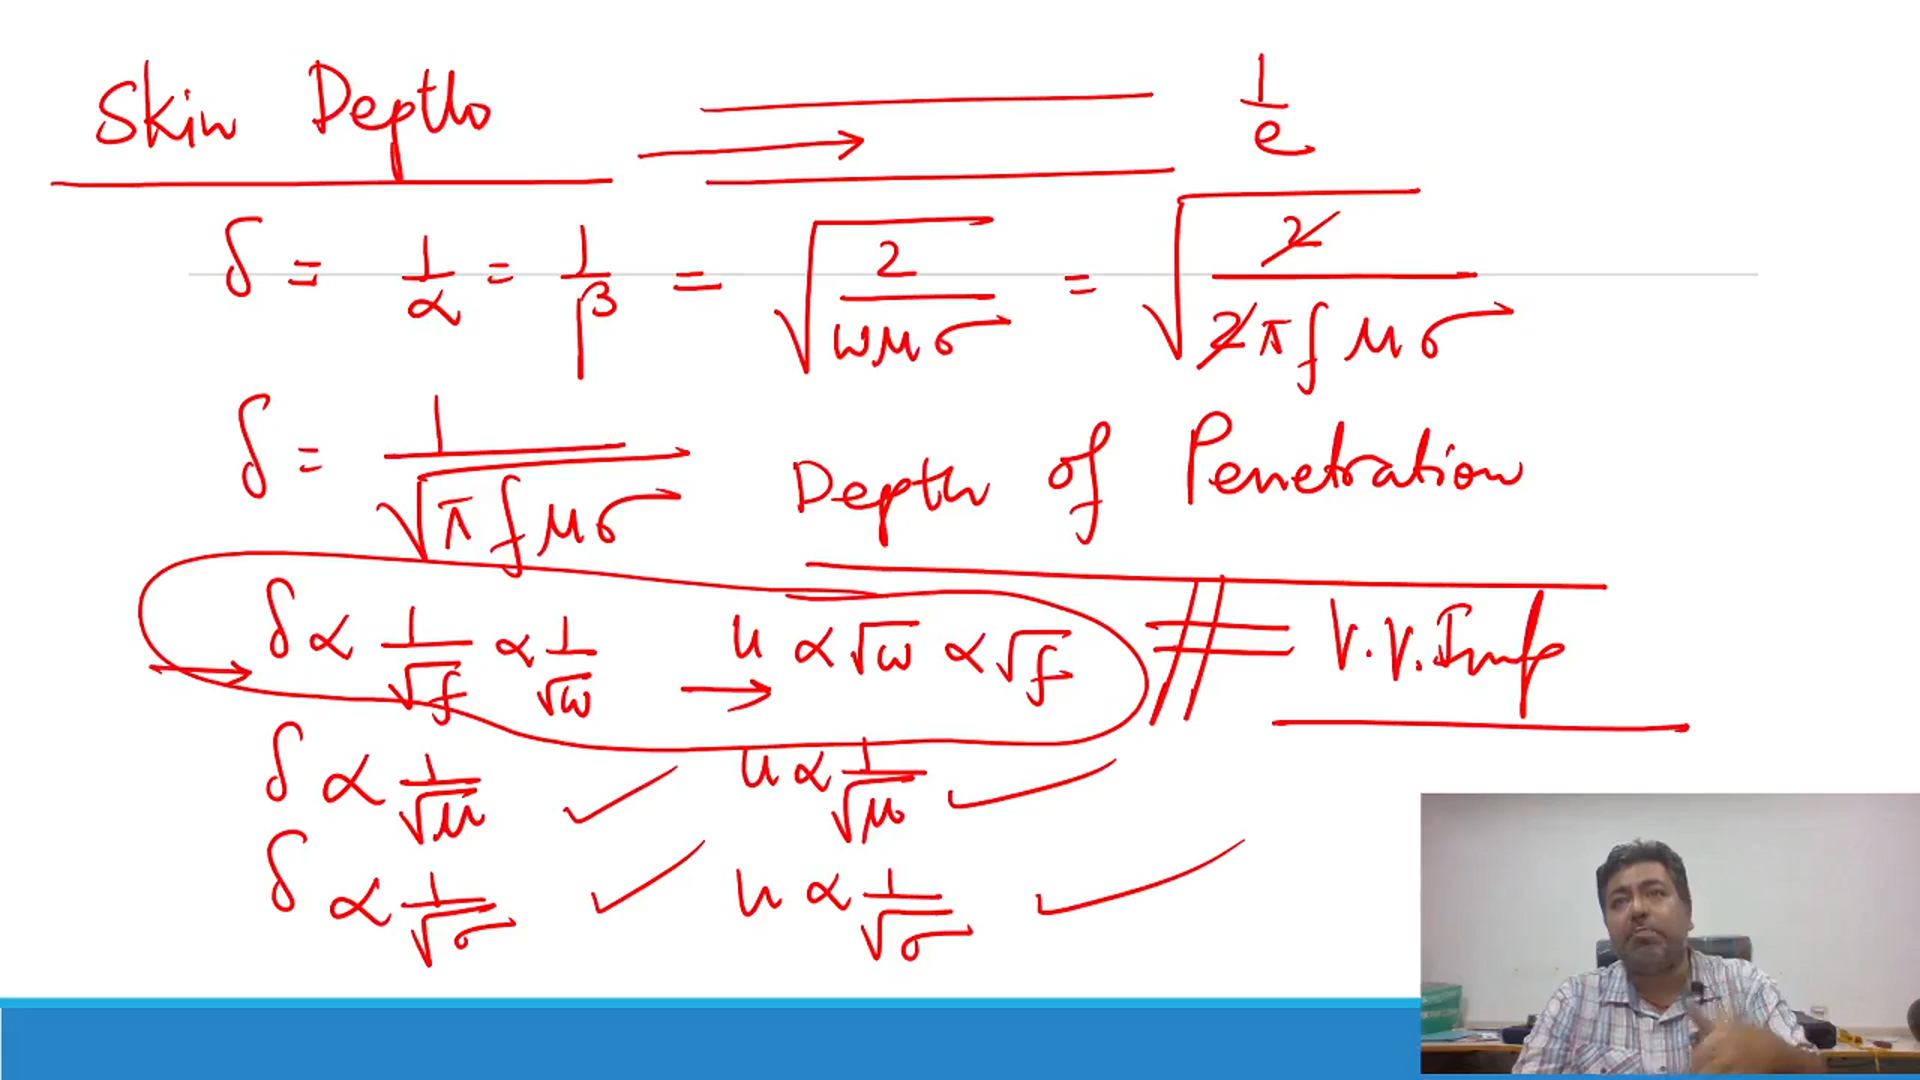 Skin Depth 1/e
δ = 1/α = 1/β = √(2/ωμσ) = √(2/2πfμσ)
δ = 1/√(πfμσ) Depth of Penetration
δ ∝ 1/√f ∝ 1/√ω → u ∝ √ω ∝ √f V.V.Imp
δ ∝ 1/√μ ✓ u ∝ 1/√μ ✓
δ ∝ 1/√σ ✓ u ∝ 1/√σ ✓